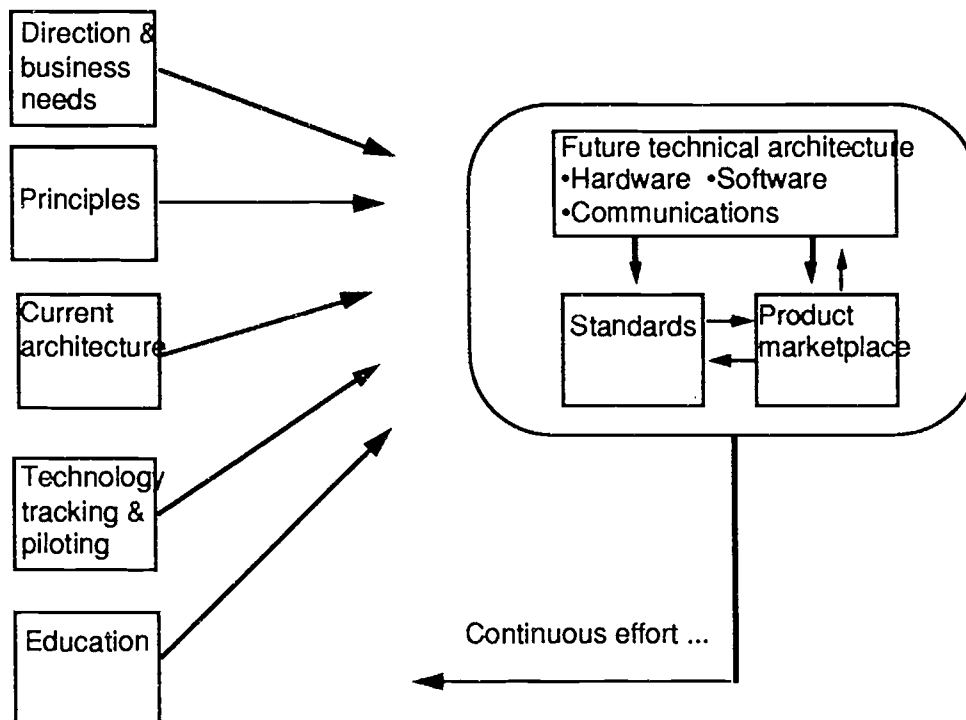 Direction &
business
needs
Principles
Current
architecture
Technology
tracking &
piloting
Education
Future technical architecture
•Hardware •Software
•Communications
Standards
Product
marketplace
Continuous effort ...